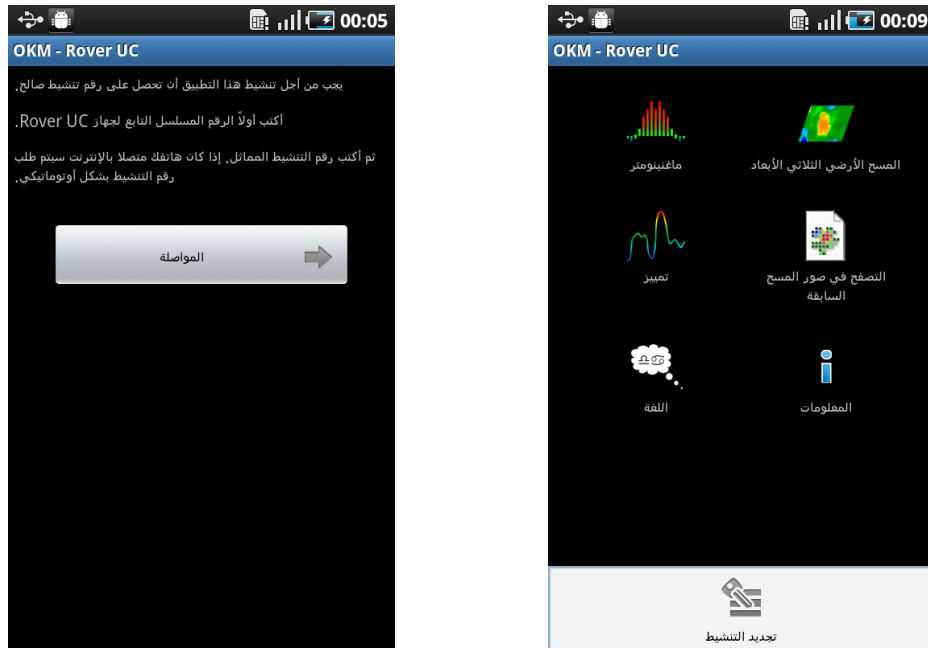 00:05
OKM - Rover UC
يجب من أجل تنشيط هذا التطبيق أن تحصل على رقم تنشيط صالح.
أكتب أولاً الرقم المسلسل التابع لجهاز Rover UC.
ثم أكتب رقم التنشيط المماثل. إذا كان هاتفك متصلا بالإنترنت سيتم طلب
رقم التنشيط بشكل أوتوماتيكي.
المواصلة
00:09
OKM - Rover UC
المسح الأرضي الثلاثي الأبعاد
ماغنينومتر
التصفح في صور المسح
السابقة
تمييز
المعلومات
اللغة
تجديد التنشيط